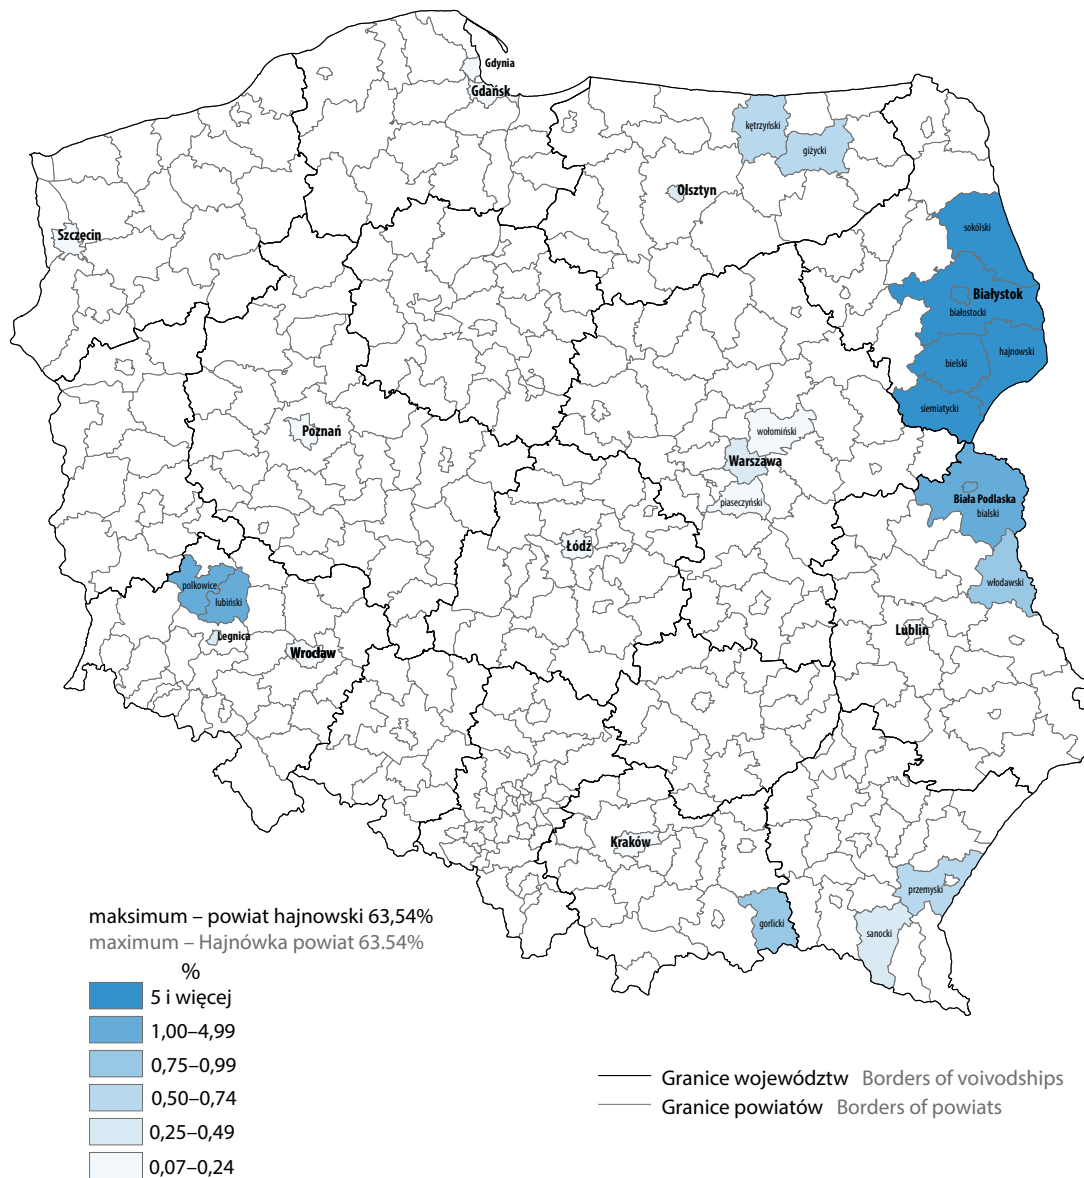 Gdynia
Gdańsk
kętrzyński
giżycki
Olsztyn
Szczecin
sokólski
Białystok
białostocki
hajnowski
bielski
siemiatycki
Poznań
wołomiński
Warszawa
piaseczyński
Biała Podlaska
bialski
Łódź
włodawski
polkowice
lubiński
Legnica
Lublin
Wrocław
Kraków
przemyski
gorlicki
sanocki
maksimum – powiat hajnowski 63,54%
maximum – Hajnówka powiat 63.54%
%
5 i więcej
1,00–4,99
0,75–0,99
0,50–0,74
0,25–0,49
0,07–0,24
Granice województw Borders of voivodships
Granice powiatów Borders of powiats